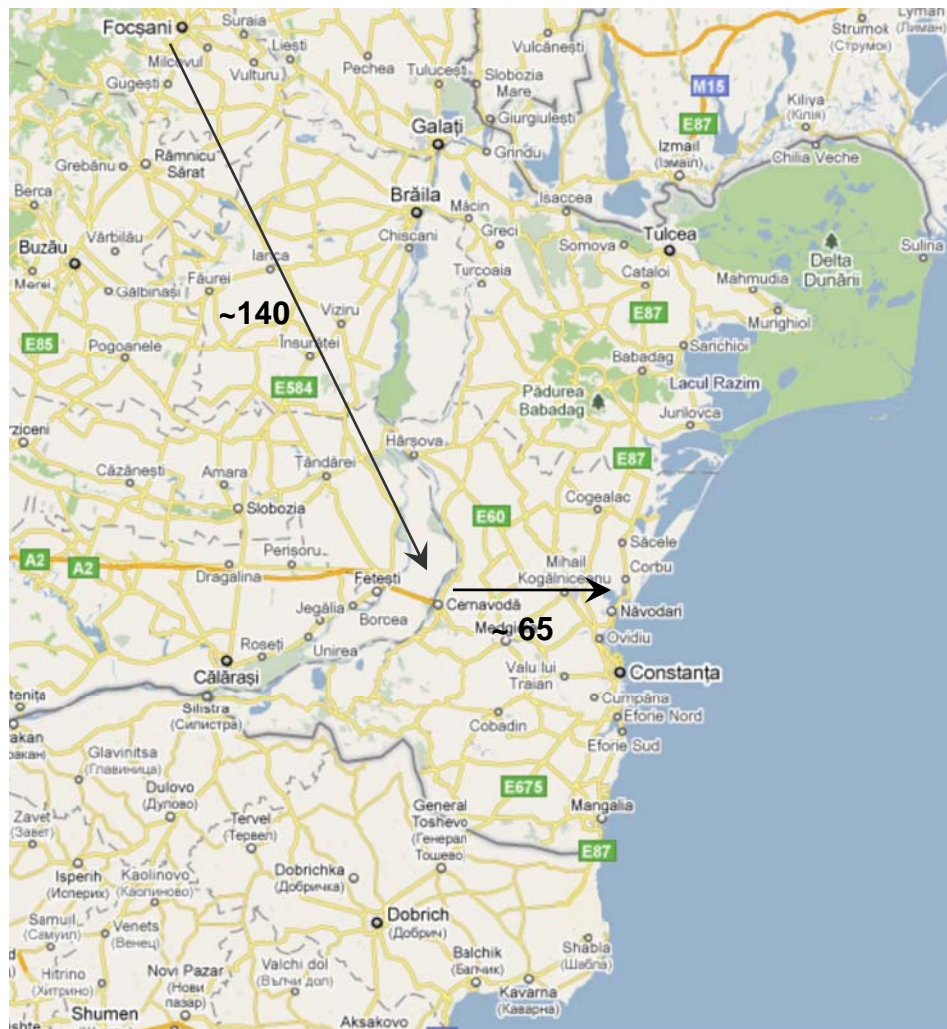 Focșani
Suraia
Liești
Milcovul
Vulturu
Gugești
Pechea
Tulucești
Vulcănești
Slobozia
Mare
Giurgiulești
M15
E87
Strumok
(Струмок)
Lyman
(Лиман)
Kiliya
(Кілія)
Izmail
(Ізмаїл)
Chilia Veche
Galați
Grindu
Grebănu
Râmnicu
Sărat
Berca
Brăila
Măcin
Isaccea
Greci
Chișcani
Buzău
Vărbilău
Merei
Gălbinași
Făurei
Ianca
Turcoaia
Somova
Tulcea
Cataloi
Mahmudia
Murighiol
Delta
Dunării
Sulina
~140
Viziru
E87
E85
Pogoanele
Însurăței
E584
Babadag
Sarichioi
Pădurea
Babadag
Lacul Razim
Jurilovca
rziceni
Căzănești
Amara
Țăndărei
Hârșova
E87
Slobozia
Cogealac
E60
A2
A2
Perișoru
Dragalina
Săcele
Mihail
Kogălniceanu
Corbu
Fetești
Cernavodă
Năvodari
Jegălia
Borcea
~ 65
Ovidiu
Roseți
Unirea
Călărași
Valu lui
Traian
Constanța
Silistra
(Силистра)
Cumpăna
Cobadin
Eforie Nord
Eforie Sud
Glavinitsa
(Главиница)
Dulovo
(Дулово)
E675
Mangalia
General
Toshevo
(Генерал
Тошево)
Zavet
(Завет)
Tervel
(Тервел)
E87
Isperih
(Исперих)
Kaolinovo
(Каолиново)
Dobrichka
(Добричка)
Dobrich
(Добрич)
Samuil
(Самуил)
Venets
(Венец)
Shabla
(Шабла)
Balchik
(Балчик)
Hitrino
(Хитрино)
Novi Pazar
(Нови
пазар)
Valchi dol
(Вълчи дол)
Kavarna
(Каварна)
Shumen
Aksakovo